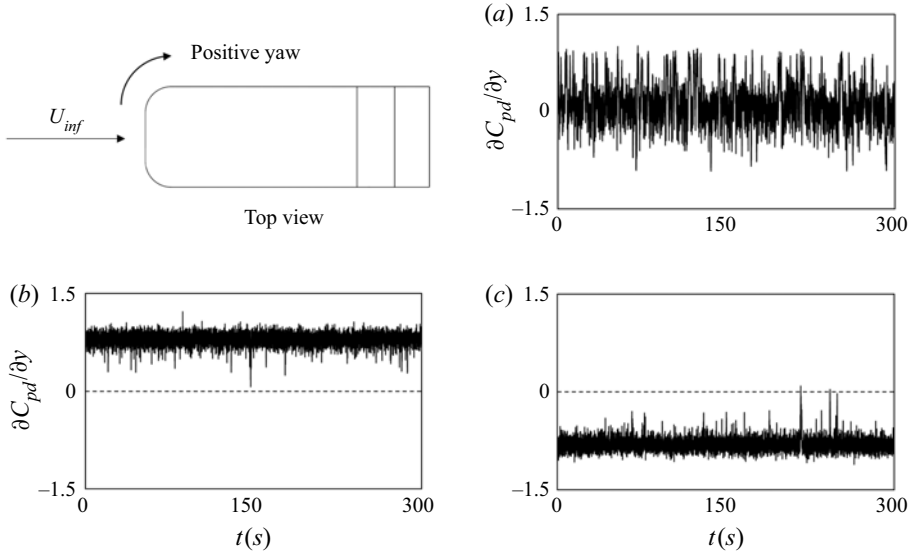 Positive yaw
U_inf
Top view
(a)
1.5
∂C_pd/∂y
0
–1.5
0 150 300
(b)
1.5
∂C_pd/∂y
0
–1.5
0 150 300
t(s)
(c)
1.5
0
–1.5
0 150 300
t(s)